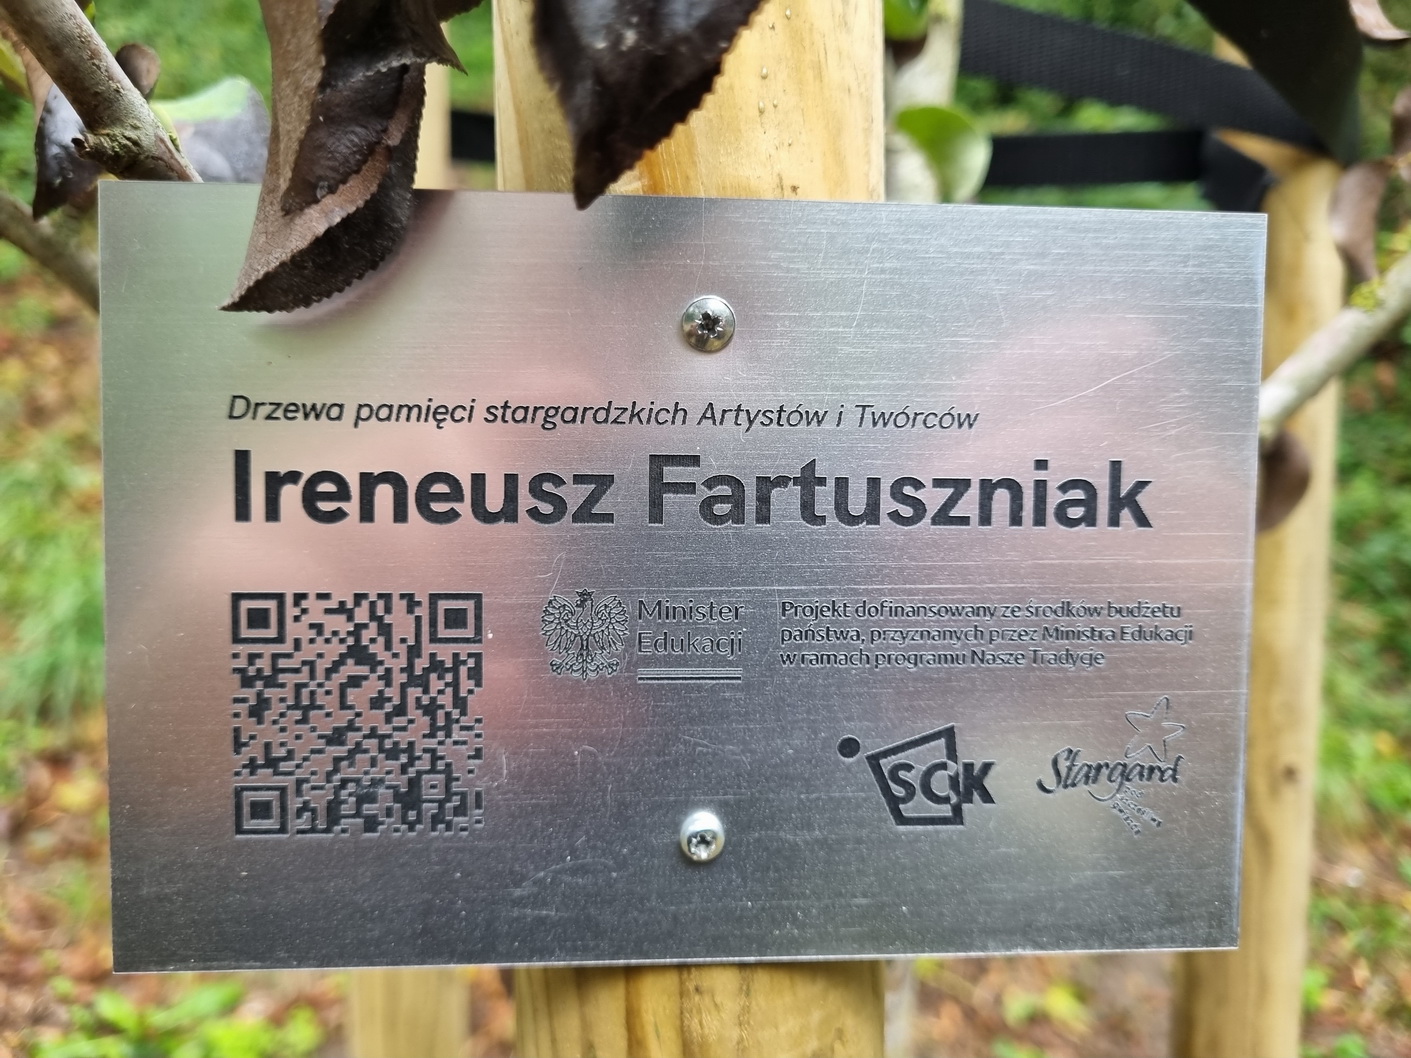 Drzewa pamięci stargardzkich Artystów i Twórców
Ireneusz Fartuszniak
Minister
Edukacji
Projekt dofinansowany ze środków budżetu
państwa, przyznanych przez Ministra Edukacji
w ramach programu Nasze Tradycje
SCK
Stargard